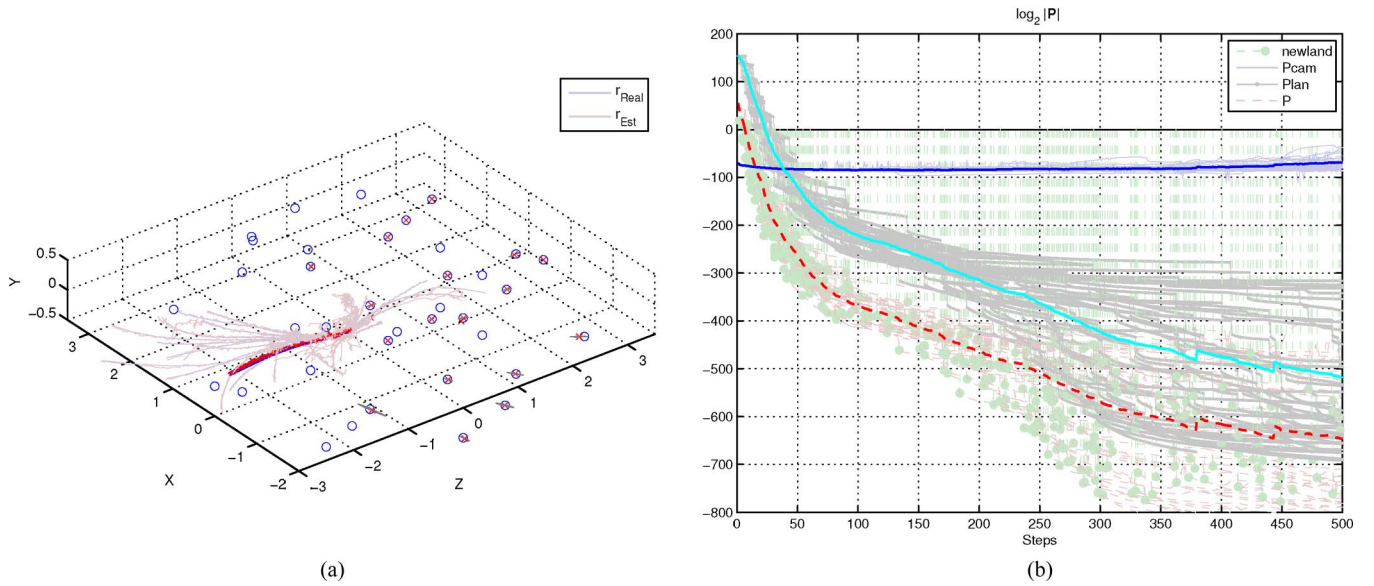 r_Real
r_Est
Y
0.5
0
−0.5
3
2
1
0
−1
−2
X
−3
−2
−1
0
1
2
3
Z
(a)
log₂ |P|
200
100
0
−100
−200
−300
−400
−500
−600
−700
−800
newland
Pcam
Plan
P
0 50 100 150 200 250 300 350 400 450 500
Steps
(b)